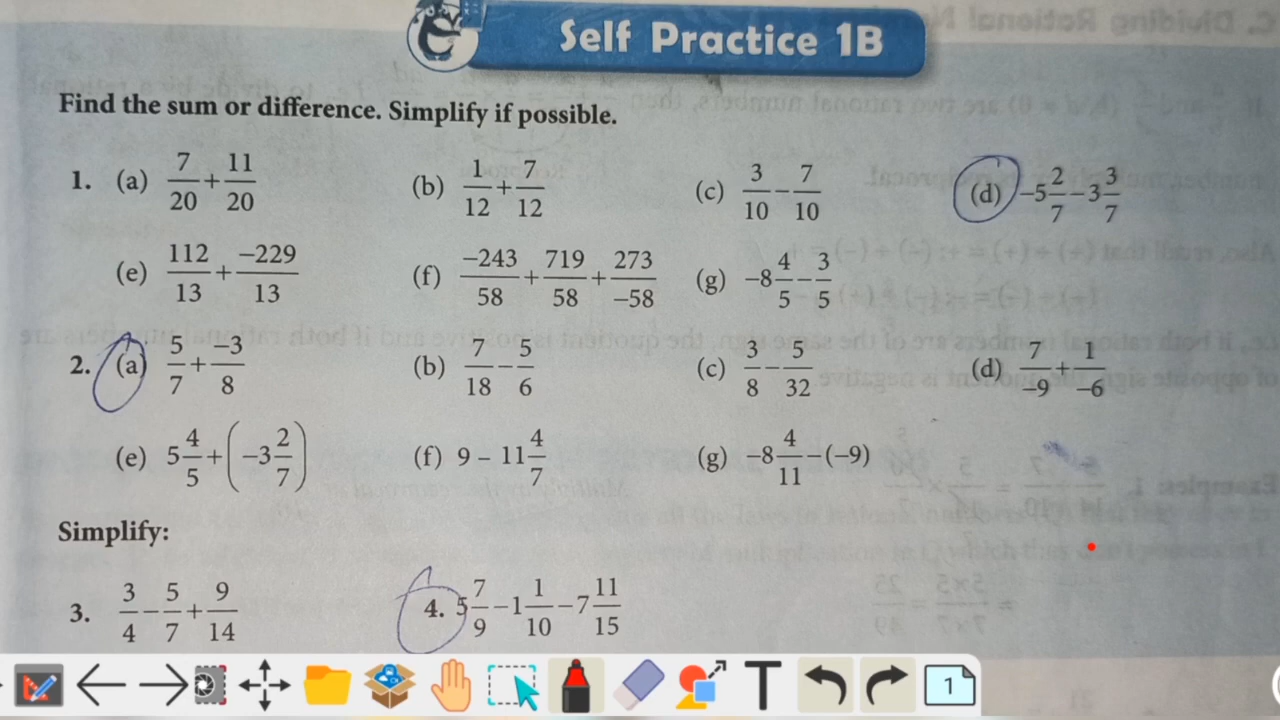 Self Practice 1B
Find the sum or difference. Simplify if possible.
1. (a) 7/20 + 11/20 (b) 1/12 + 7/12 (c) 3/10 − 7/10 (d) −5 2/7 − 3 3/7
(e) 112/13 + −229/13 (f) −243/58 + 719/58 + 273/−58 (g) −8 4/5 − 3/5
2. (a) 5/7 + −3/8 (b) 7/18 − 5/6 (c) 3/8 − 5/32 (d) 7/−9 + 1/−6
(e) 5 4/5 + (−3 2/7) (f) 9 − 11 4/7 (g) −8 4/11 − (−9)
Simplify:
3. 3/4 − 5/7 + 9/14 4. 5 7/9 − 1 1/10 − 7 11/15
T 1